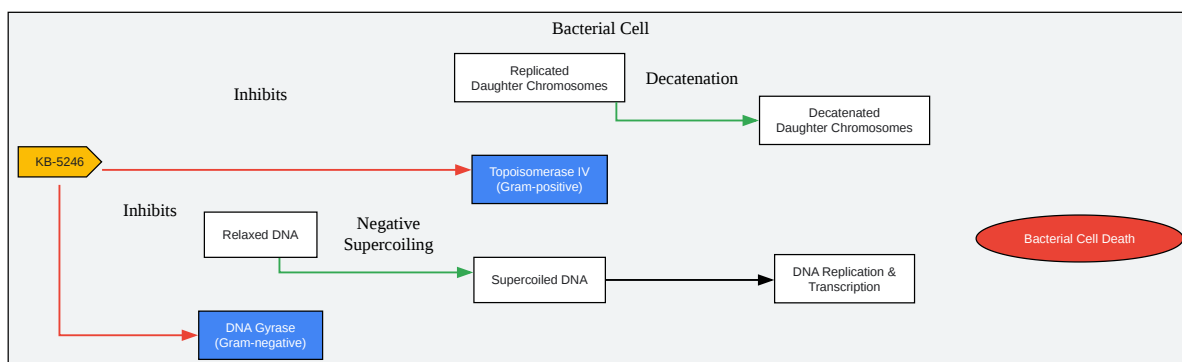 Bacterial Cell
Replicated
Daughter Chromosomes
Decatenation
Inhibits
Decatenated
Daughter Chromosomes
KB-5246
Topoisomerase IV
(Gram-positive)
Inhibits
Relaxed DNA
Negative
Supercoiling
Bacterial Cell Death
Supercoiled DNA
DNA Replication &
Transcription
DNA Gyrase
(Gram-negative)